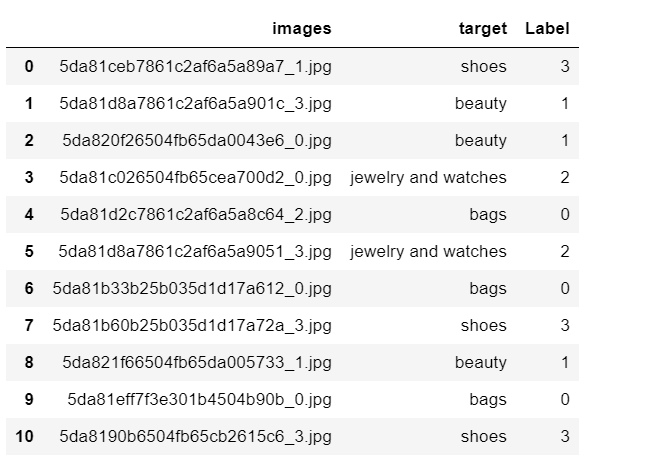 images target Label
0 5da81ceb7861c2af6a5a89a7_1.jpg shoes 3
1 5da81d8a7861c2af6a5a901c_3.jpg beauty 1
2 5da820f26504fb65da0043e6_0.jpg beauty 1
3 5da81c026504fb65cea700d2_0.jpg jewelry and watches 2
4 5da81d2c7861c2af6a5a8c64_2.jpg bags 0
5 5da81d8a7861c2af6a5a9051_3.jpg jewelry and watches 2
6 5da81b33b25b035d1d17a612_0.jpg bags 0
7 5da81b60b25b035d1d17a72a_3.jpg shoes 3
8 5da821f66504fb65da005733_1.jpg beauty 1
9 5da81eff7f3e301b4504b90b_0.jpg bags 0
10 5da8190b6504fb65cb2615c6_3.jpg shoes 3